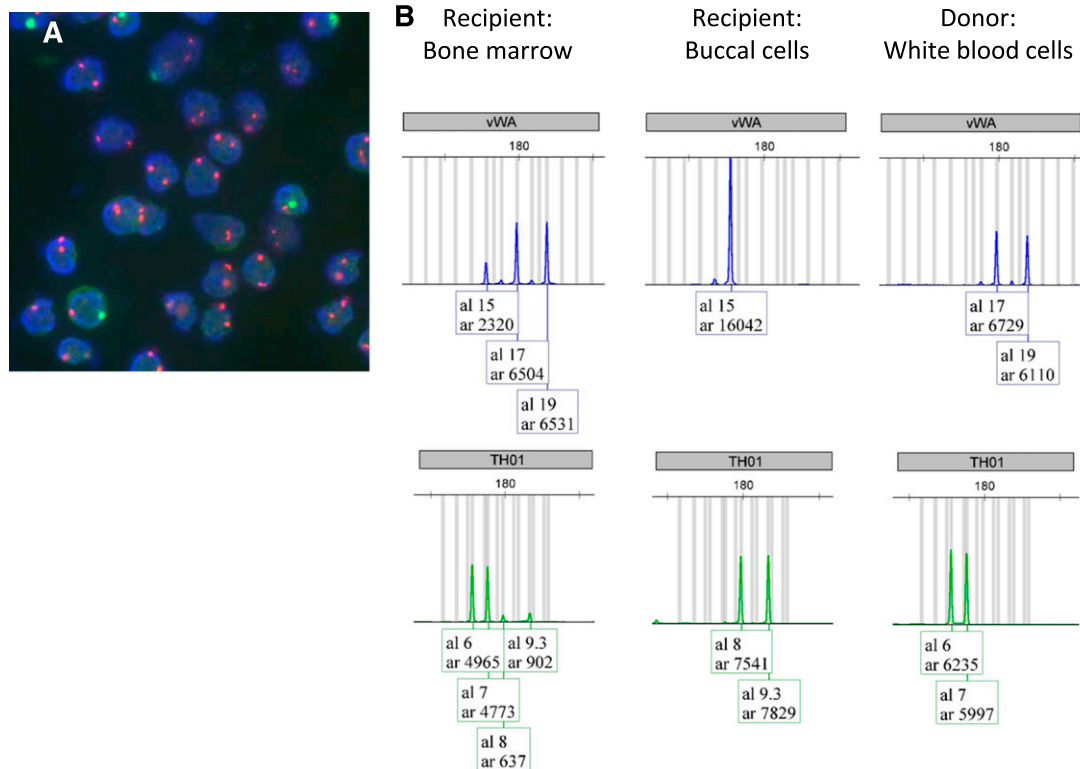 A
B
Recipient:
Bone marrow
Recipient:
Buccal cells
Donor:
White blood cells
vWA
180
al 15
ar 2320
al 17
ar 6504
al 19
ar 6531
vWA
180
al 15
ar 16042
vWA
180
al 17
ar 6729
al 19
ar 6110
TH01
180
al 6
ar 4965
al 9.3
ar 902
al 7
ar 4773
al 8
ar 637
TH01
180
al 8
ar 7541
al 9.3
ar 7829
TH01
180
al 6
ar 6235
al 7
ar 5997